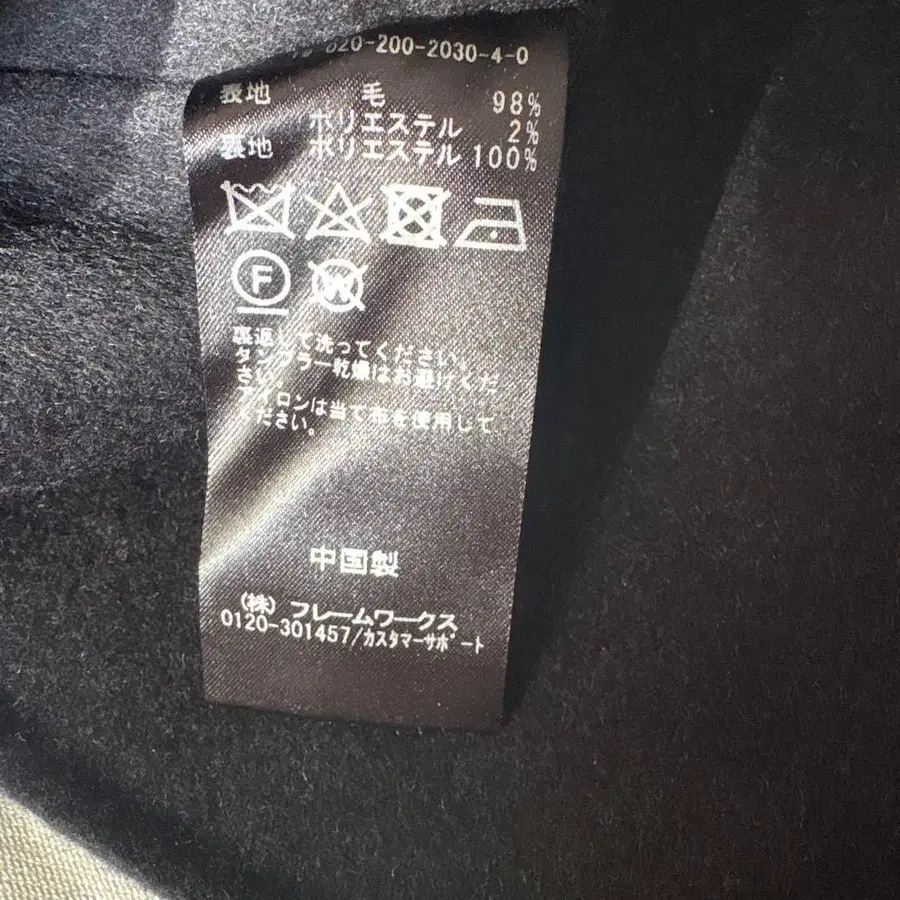 20-200-2030-4-0
表地 毛 98%
ポリエステル 2%
裏地 ポリエステル 100%
F W
裏返して洗ってください。
タンブラー乾燥はお避けくだ
さい。
アイロンは当て布を使用して
ください。
中国製
(株) フレームワークス
0120-301457/カスタマーサポート